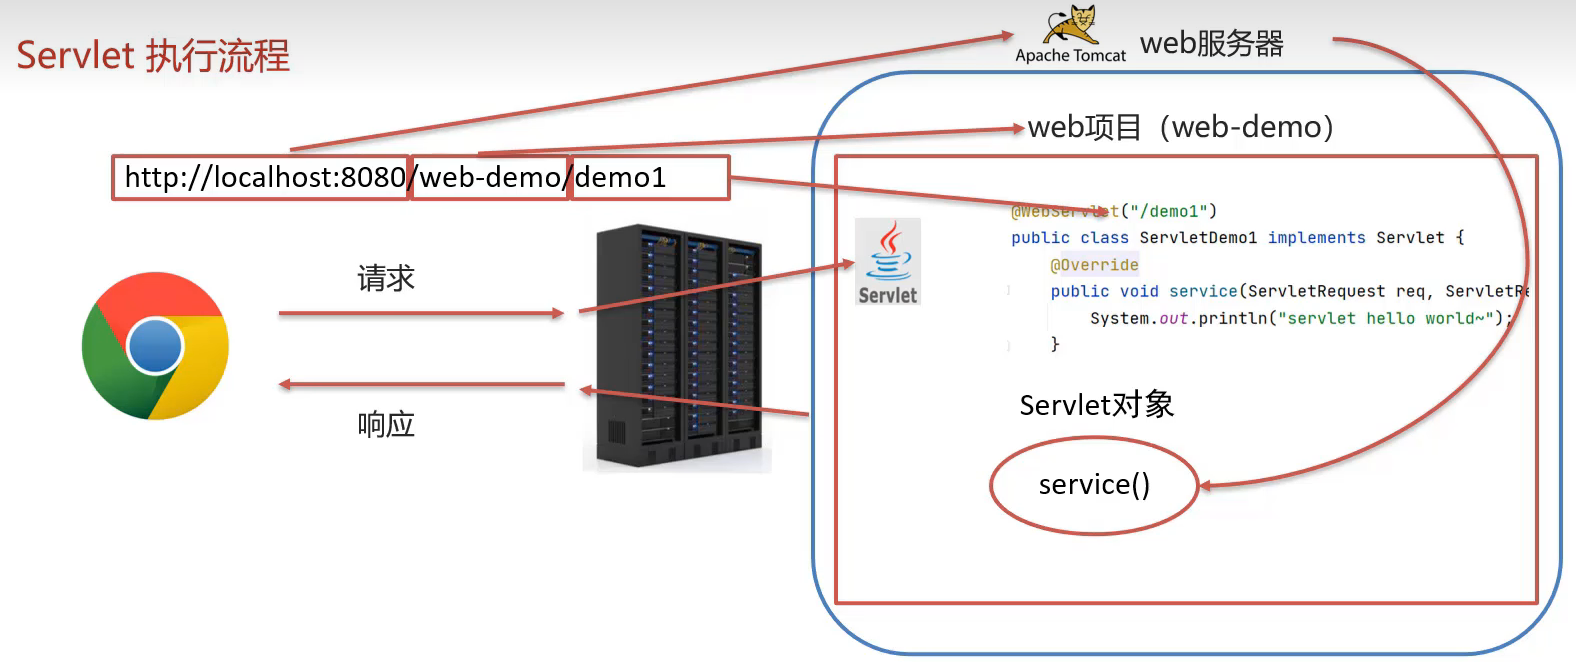 Servlet 执行流程
Apache Tomcat
web服务器
web项目（web-demo）
http://localhost:8080/web-demo/demo1
@WebServlet("/demo1")
public class ServletDemo1 implements Servlet {
@Override
public void service(ServletRequest req, ServletRe
System.out.println("servlet hello world~");
}
Servlet
请求
响应
Servlet对象
service()